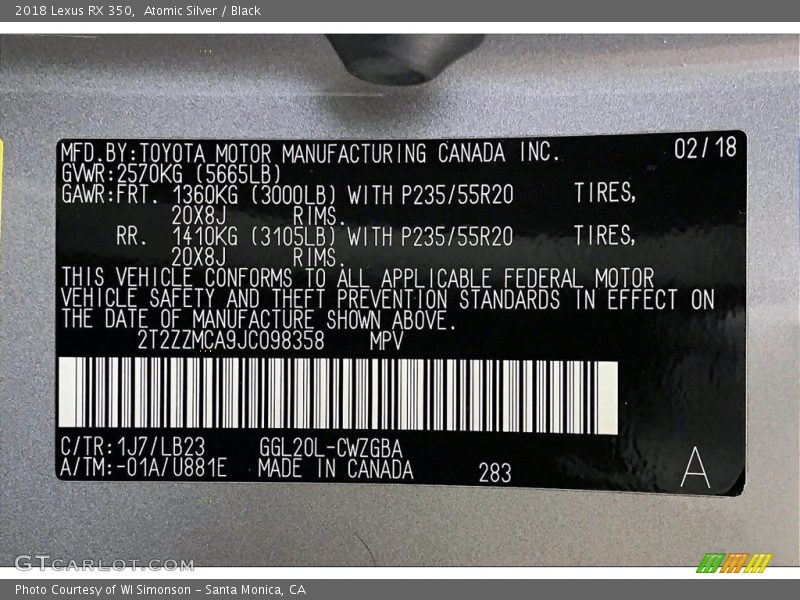 2018 Lexus RX 350, Atomic Silver / Black
MFD.BY:TOYOTA MOTOR MANUFACTURING CANADA INC. 02/18
GVWR:2570KG (5665LB)
GAWR:FRT. 1360KG (3000LB) WITH P235/55R20 TIRES,
20X8J RIMS.
RR. 1410KG (3105LB) WITH P235/55R20 TIRES,
20X8J RIMS.
THIS VEHICLE CONFORMS TO ALL APPLICABLE FEDERAL MOTOR
VEHICLE SAFETY AND THEFT PREVENTION STANDARDS IN EFFECT ON
THE DATE OF MANUFACTURE SHOWN ABOVE.
2T2ZZMCA9JC098358 MPV
C/TR:1J7/LB23 GGL20L-CWZGBA
A/TM:-01A/U881E MADE IN CANADA 283 A
GTCARLOT.COM
Photo Courtesy of WI Simonson - Santa Monica, CA